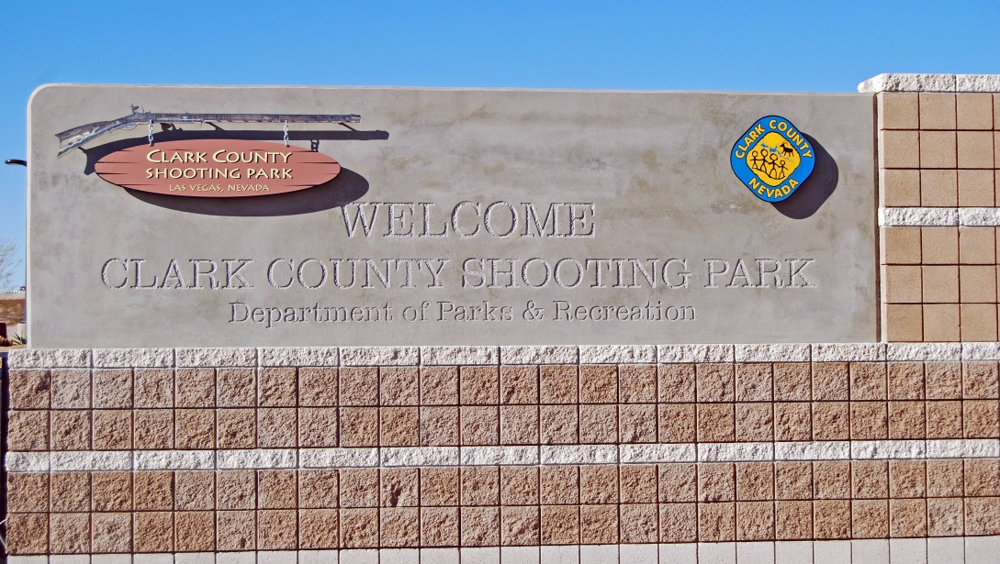 CLARK COUNTY
SHOOTING PARK
LAS VEGAS, NEVADA
CLARK COUNTY
NEVADA
WELCOME
CLARK COUNTY SHOOTING PARK
Department of Parks & Recreation